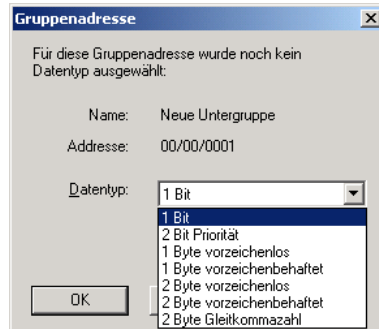 Gruppenadresse
Für diese Gruppenadresse wurde noch kein
Datentyp ausgewählt:
Name: Neue Untergruppe
Addresse: 00/00/0001
Datentyp: 1 Bit
1 Bit
2 Bit Priorität
1 Byte vorzeichenlos
1 Byte vorzeichenbehaftet
2 Byte vorzeichenlos
2 Byte vorzeichenbehaftet
2 Byte Gleitkommazahl
OK